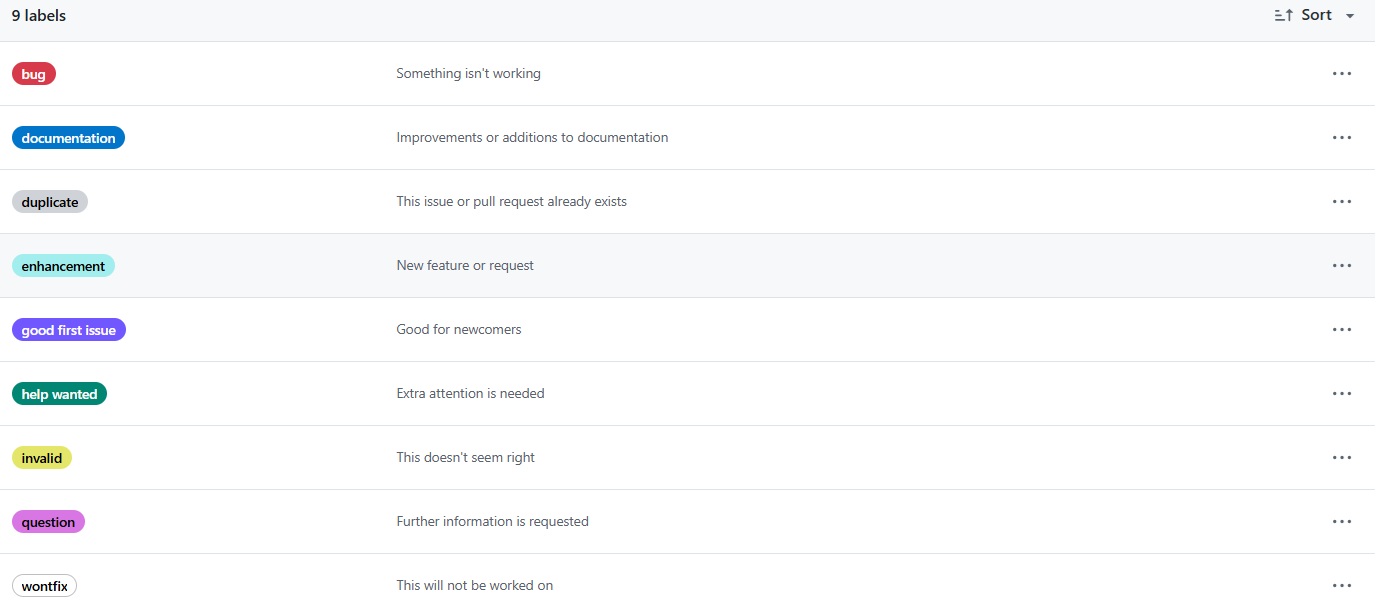 9 labels Sort
bug Something isn't working
documentation Improvements or additions to documentation
duplicate This issue or pull request already exists
enhancement New feature or request
good first issue Good for newcomers
help wanted Extra attention is needed
invalid This doesn't seem right
question Further information is requested
wontfix This will not be worked on